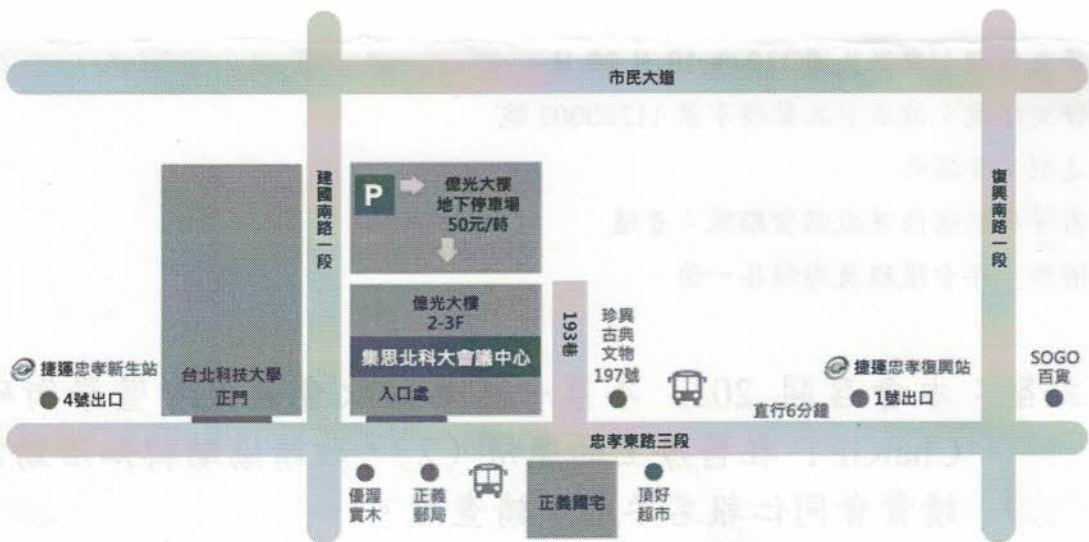 市民大道
建國南路一段
復興南路一段
P
億光大樓
地下停車場
50元/時
億光大樓
2-3F
集思北科大會議中心
入口處
193巷
珍異
古典
文物
197號
捷運忠孝新生站
4號出口
台北科技大學
正門
捷運忠孝復興站
1號出口
SOGO
百貨
直行6分鐘
忠孝東路三段
優渥
實木
正義
郵局
正義國宅
頂好
超市